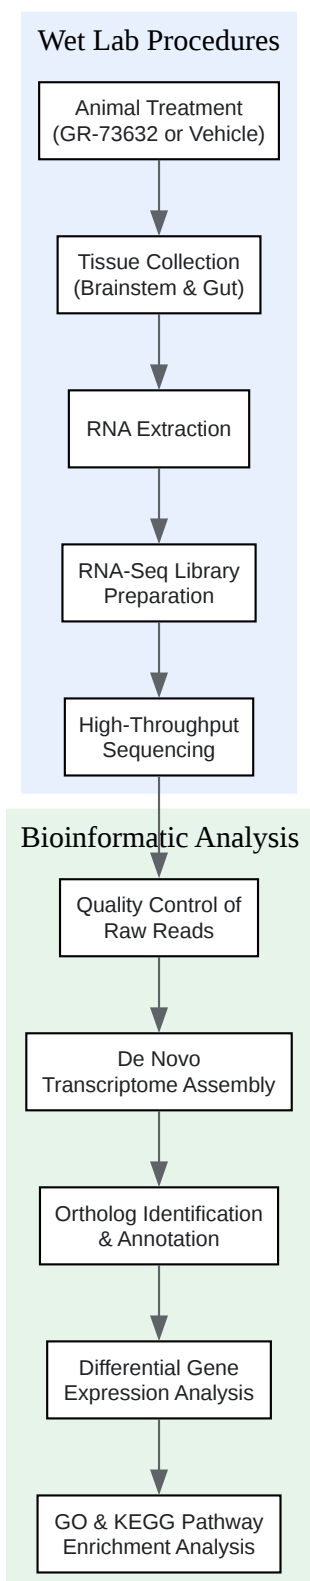 Wet Lab Procedures
Animal Treatment
(GR-73632 or Vehicle)
Tissue Collection
(Brainstem & Gut)
RNA Extraction
RNA-Seq Library
Preparation
High-Throughput
Sequencing
Bioinformatic Analysis
Quality Control of
Raw Reads
De Novo
Transcriptome Assembly
Ortholog Identification
& Annotation
Differential Gene
Expression Analysis
GO & KEGG Pathway
Enrichment Analysis